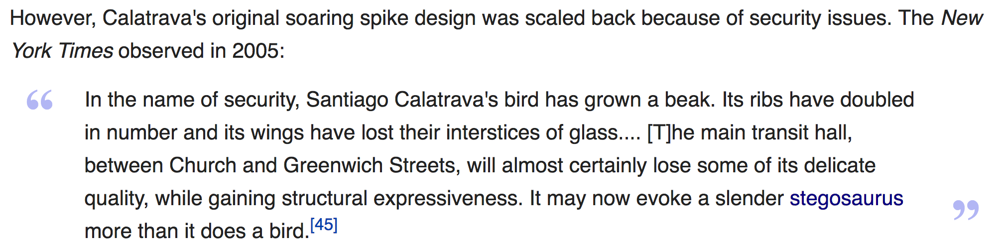 However, Calatrava's original soaring spike design was scaled back because of security issues. The New
York Times observed in 2005:
“ In the name of security, Santiago Calatrava's bird has grown a beak. Its ribs have doubled
in number and its wings have lost their interstices of glass.... [T]he main transit hall,
between Church and Greenwich Streets, will almost certainly lose some of its delicate
quality, while gaining structural expressiveness. It may now evoke a slender stegosaurus
more than it does a bird.[45] ”